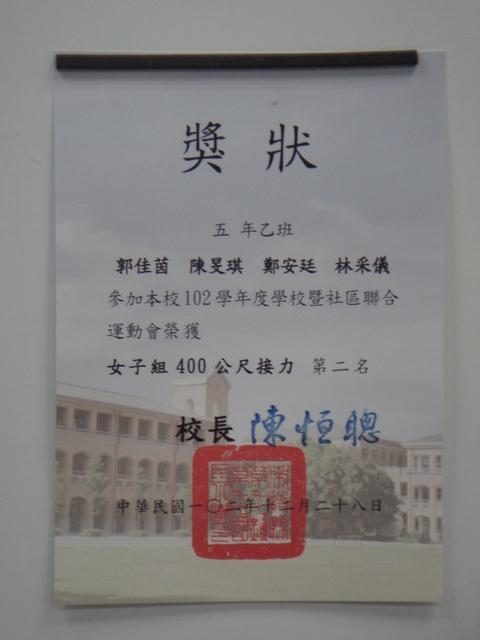 獎狀
五 年乙班
郭佳茵 陳旻琪 鄭安廷 林采儀
參加本校102學年度學校暨社區聯合
運動會榮獲
女子組 400 公尺接力 第二名
校長 陳恒聰
中華民國一〇二年十二月二十八日